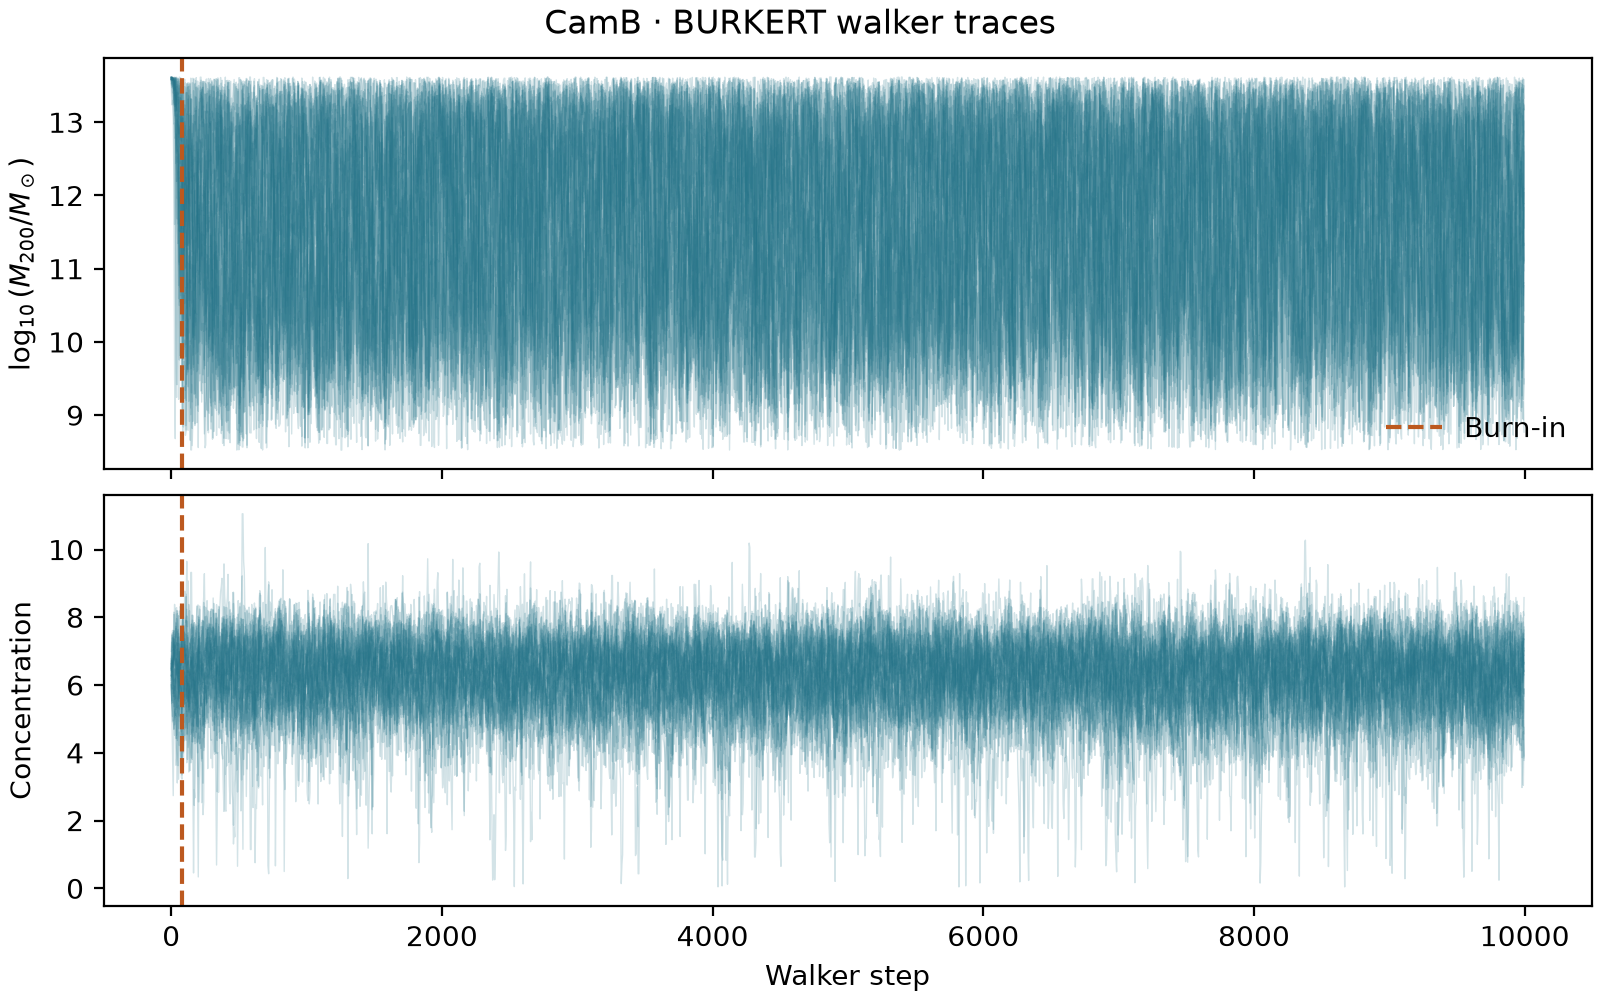 CamB · BURKERT walker traces
log₁₀ (M₂₀₀/M⊙)
13
12
11
10
9
Burn-in
Concentration
10
8
6
4
2
0
0 2000 4000 6000 8000 10000
Walker step